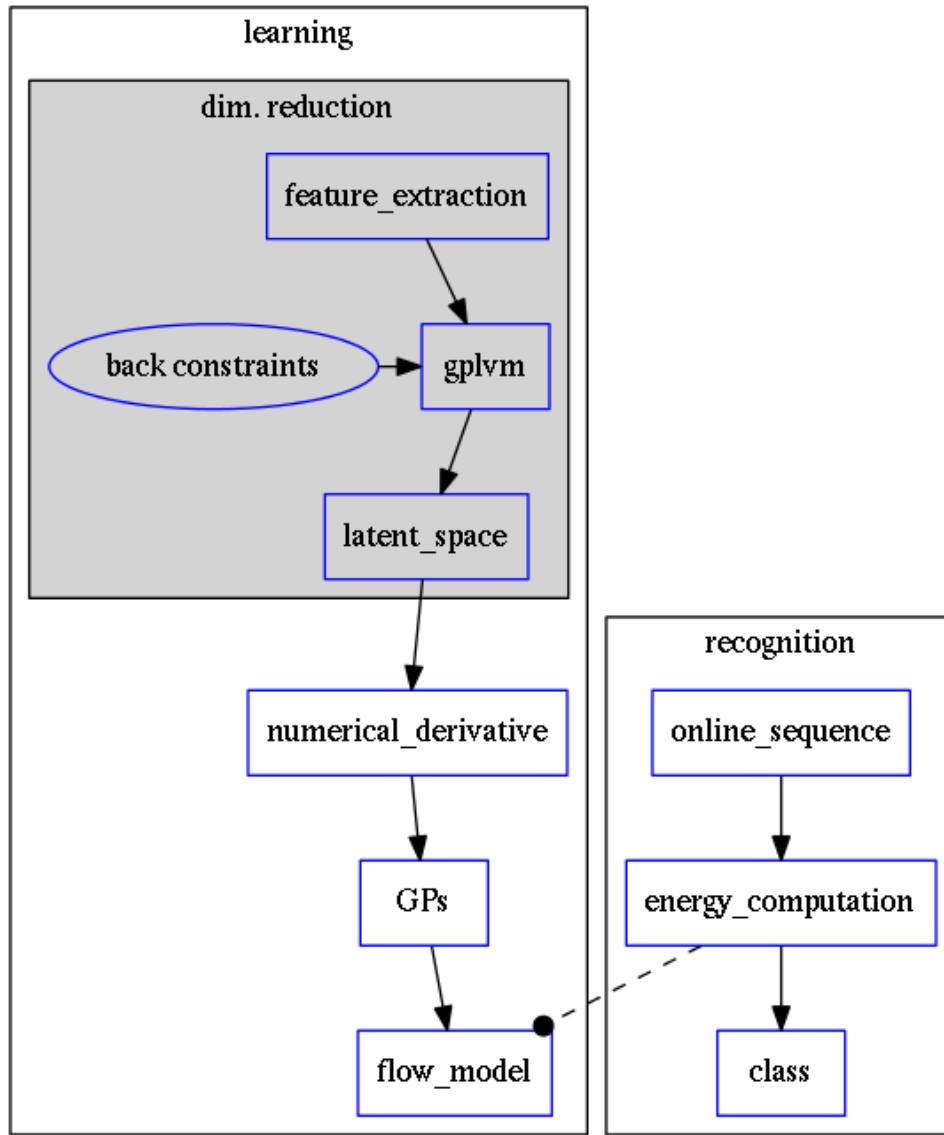 learning
dim. reduction
feature_extraction
back constraints
gplvm
latent_space
numerical_derivative
GPs
flow_model
recognition
online_sequence
energy_computation
class